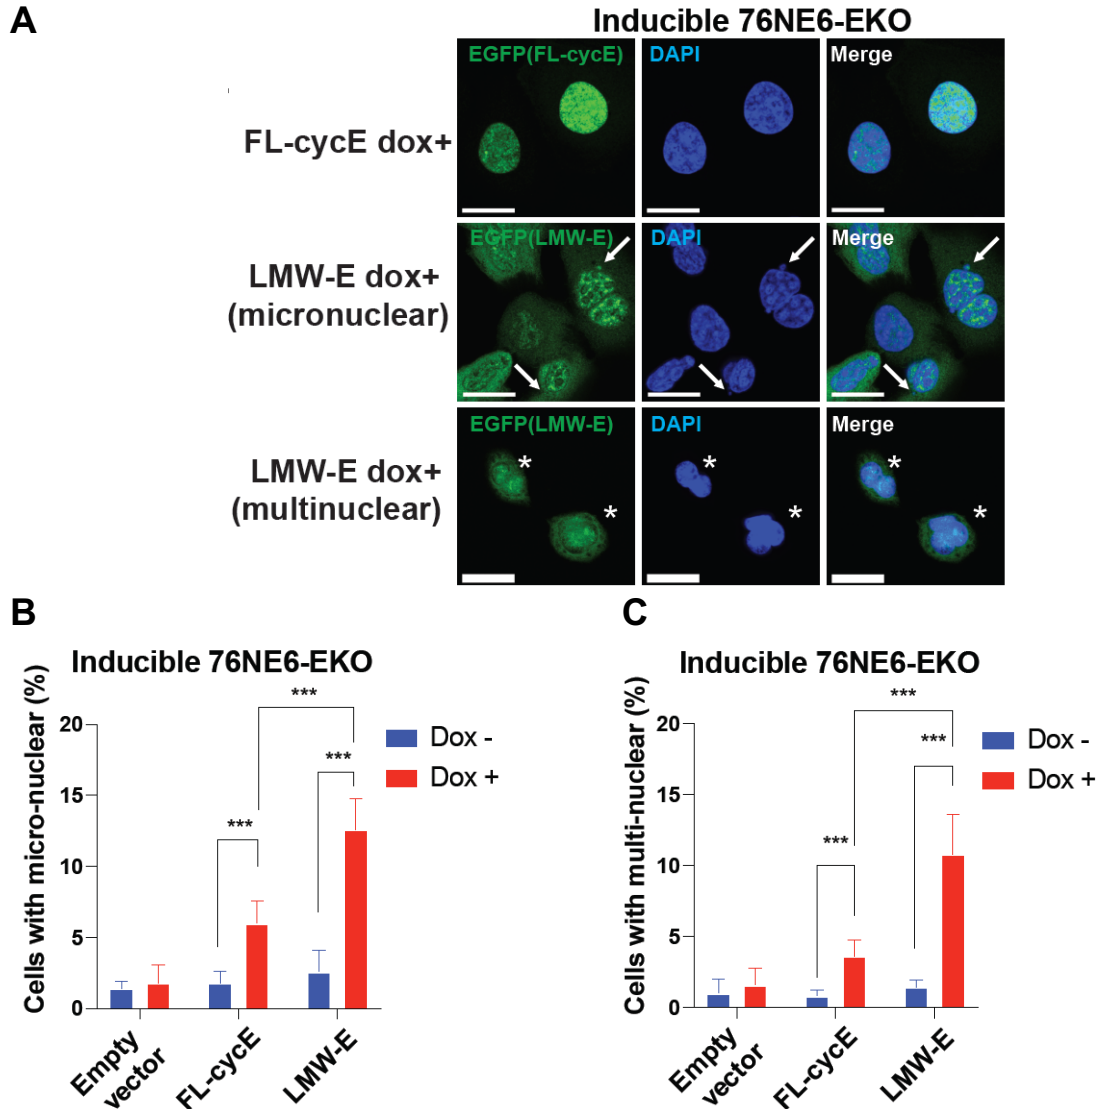 A
Inducible 76NE6-EKO
EGFP(FL-cycE)
DAPI
Merge
FL-cycE dox+
EGFP(LMW-E)
DAPI
Merge
LMW-E dox+
(micronuclear)
EGFP(LMW-E)
DAPI
Merge
LMW-E dox+
(multinuclear)
*
*
*
*
*
*
B
Inducible 76NE6-EKO
Cells with micro-nuclear (%)
20
15
10
5
0
***
***
***
Dox -
Dox +
Empty
vector
FL-cycE
LMW-E
C
Inducible 76NE6-EKO
Cells with multi-nuclear (%)
20
15
10
5
0
***
***
***
Dox -
Dox +
Empty
vector
FL-cycE
LMW-E